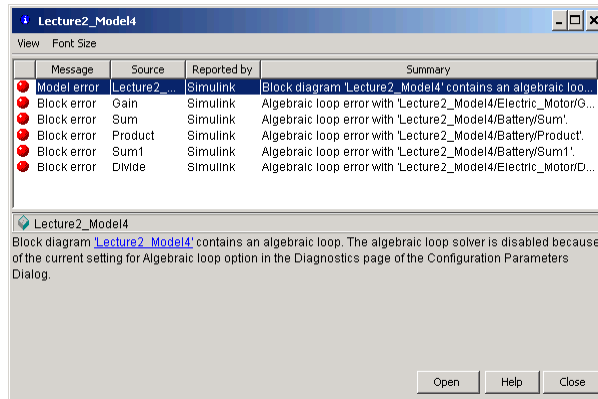 Lecture2_Model4
View Font Size
Message Source Reported by Summary
Model error Lecture2_... Simulink Block diagram 'Lecture2_Model4' contains an algebraic loo...
Block error Gain Simulink Algebraic loop error with 'Lecture2_Model4/Electric_Motor/G...
Block error Sum Simulink Algebraic loop error with 'Lecture2_Model4/Battery/Sum'.
Block error Product Simulink Algebraic loop error with 'Lecture2_Model4/Battery/Product'.
Block error Sum1 Simulink Algebraic loop error with 'Lecture2_Model4/Battery/Sum1'.
Block error Divide Simulink Algebraic loop error with 'Lecture2_Model4/Electric_Motor/D...
Lecture2_Model4
Block diagram 'Lecture2_Model4' contains an algebraic loop. The algebraic loop solver is disabled because
of the current setting for Algebraic loop option in the Diagnostics page of the Configuration Parameters
Dialog.
Open Help Close